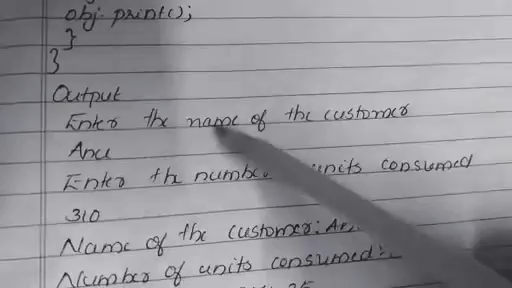 obj. print();
}
}
Output
Enter the name of the customer
Anu
Enter the number units consumed
310
Name of the customer:
Number of units consumed: